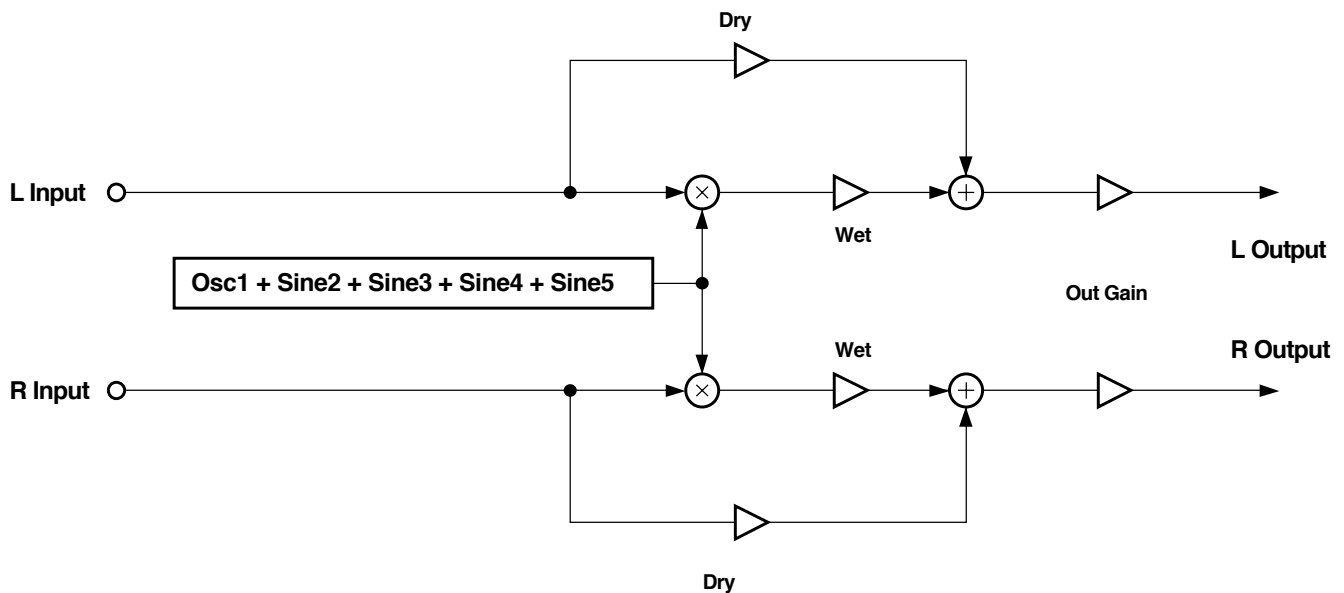 Dry
L Input
Wet
L Output
Osc1 + Sine2 + Sine3 + Sine4 + Sine5
Out Gain
Wet
R Output
R Input
Dry